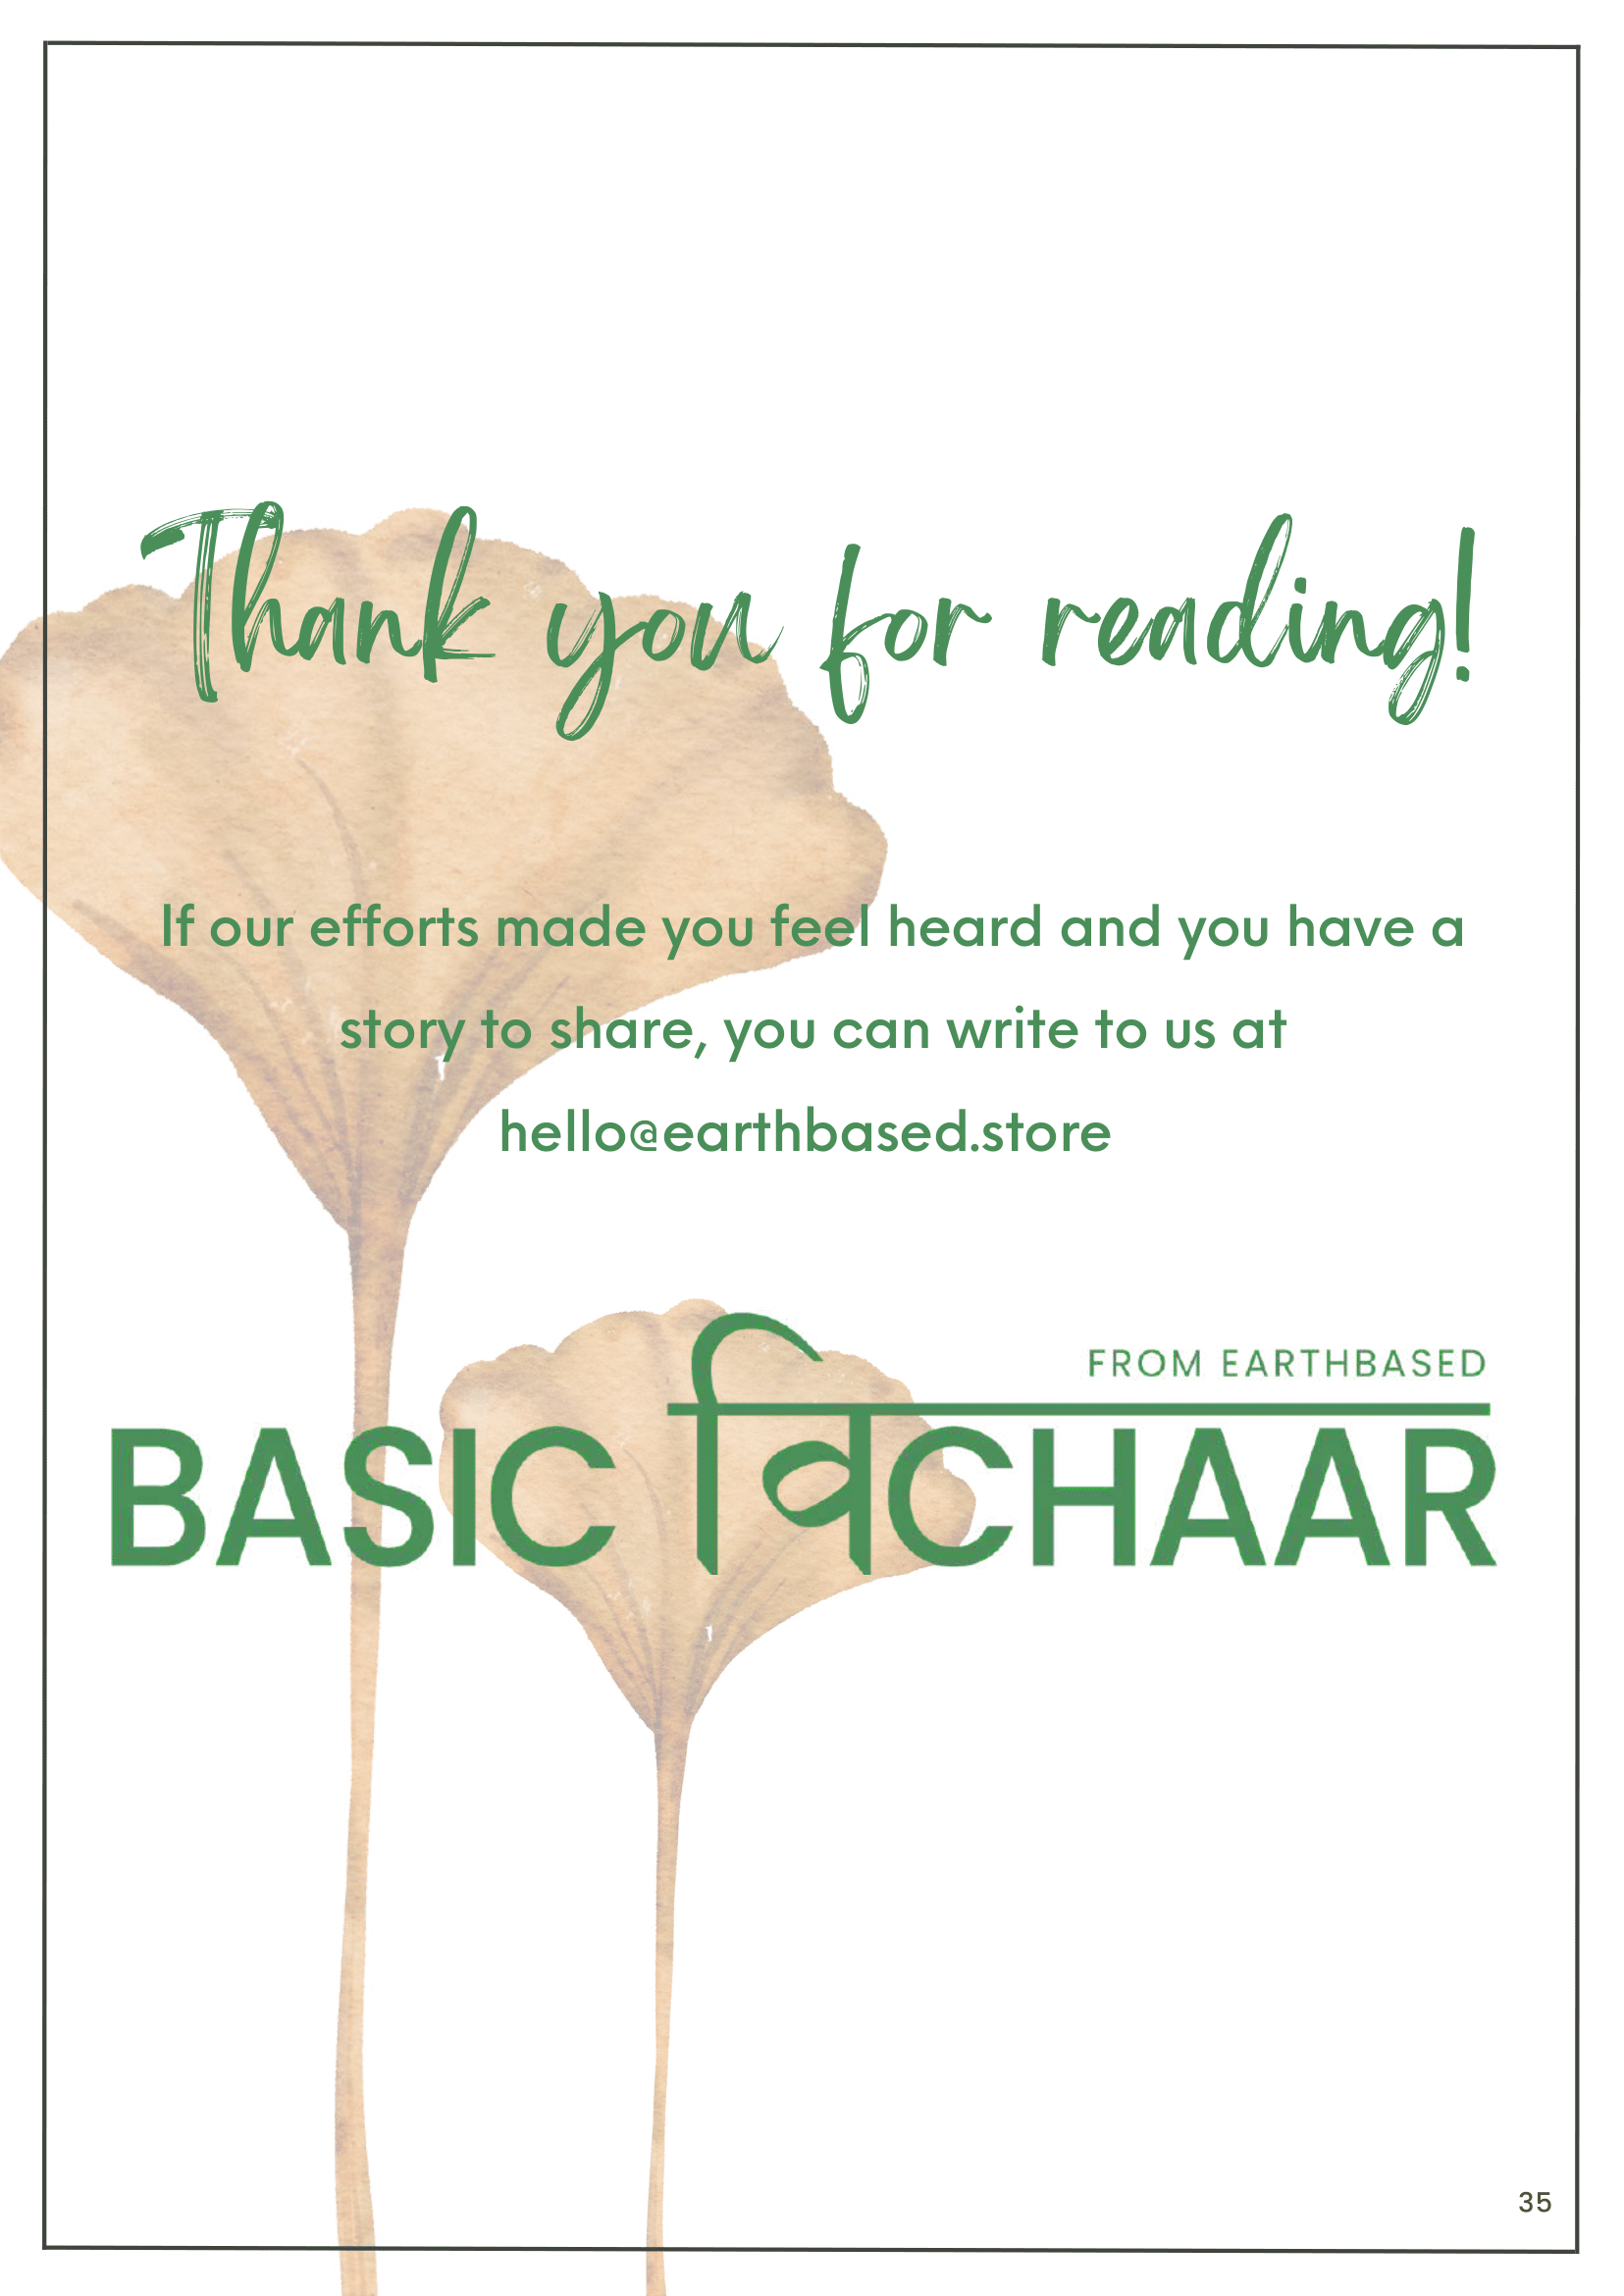 Thank you for reading!
If our efforts made you feel heard and you have a
story to share, you can write to us at
hello@earthbased.store
FROM EARTHBASED
BASIC विCHAAR
35